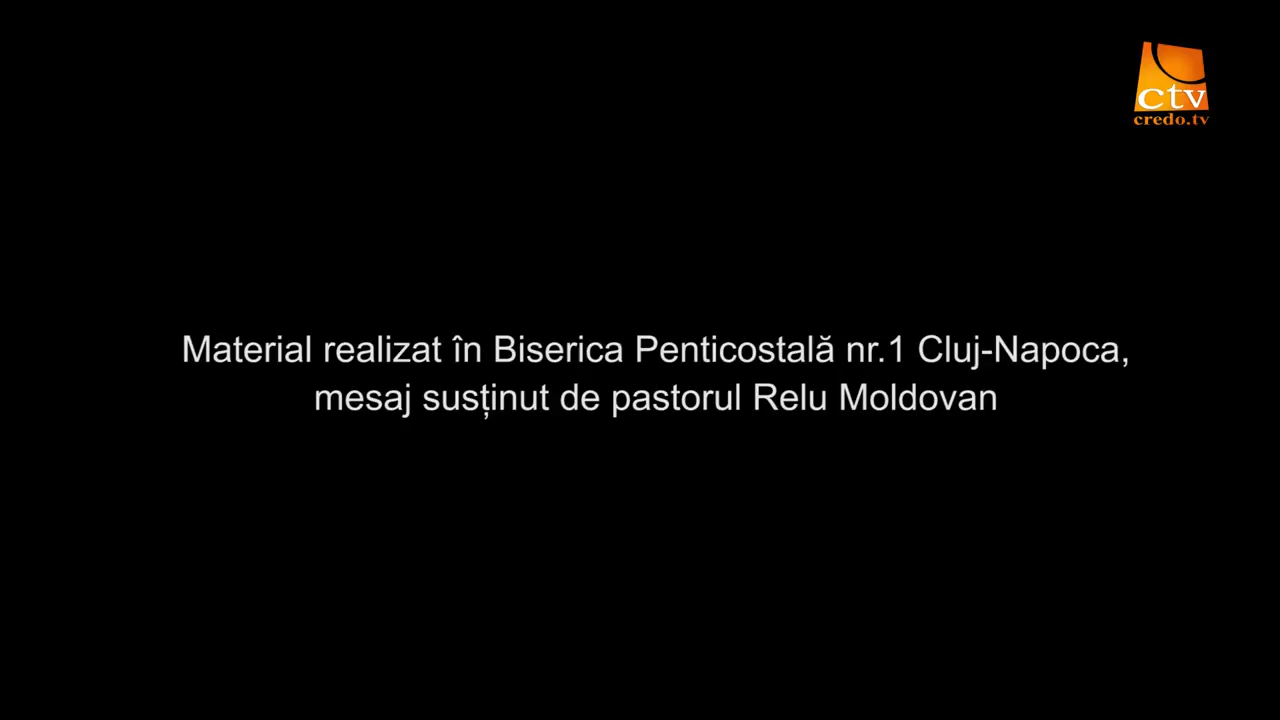 ctv
credo.tv
Material realizat în Biserica Penticostală nr.1 Cluj-Napoca,
mesaj susținut de pastorul Relu Moldovan